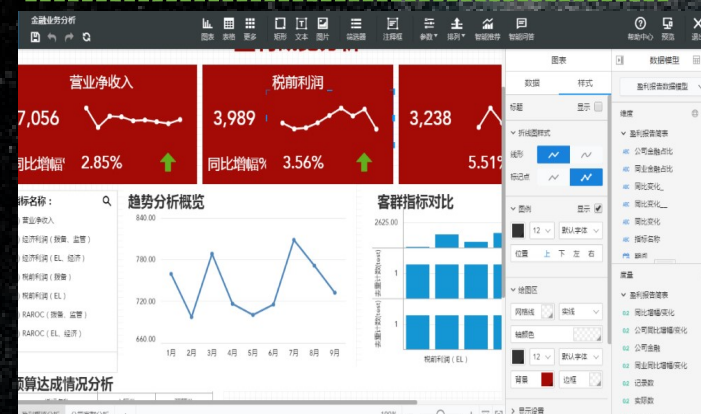 金融业务分析
图表 表格 更多 矩形 文本 图片 筛选器 注释框 参数 排列 智能推荐 智能问答 帮助中心 预览 退出
图表 数据模型
营业净收入 税前利润
数据 样式 盈利报告数据模型
标题 显示
维度
7,056 3,989 3,238
折线图样式 盈利报告简表
线形 公司金融占比
同业金融占比
同比增幅% 2.85% 同比增幅% 3.56% 5.51%
标记点 同比变化_
图例 显示 同比变化__
指标名称： 趋势分析概览 客群指标对比
同比变化
营业净收入 840.00 2625.00
12 默认字体 指标名称
经济利润（拨备、监管）
位置 上 下 左 右
经济利润（EL、经济） 780.00
度量
税前利润（拨备） 1
绘图区 盈利报告简表
税前利润（EL） 720.00
网格线 实线 同比增幅/变化
RAROC（拨备、监管）
轴颜色 公司同比增幅/变化
RAROC（EL、经济） 660.00 1
12 默认字体 公司金融
1月 2月 3月 4月 5月 6月 7月 8月 9月 税前利润（EL）
背景 边框 同业同比增幅/变化
预算达成情况分析 记录数
显示设置 实际数
100%